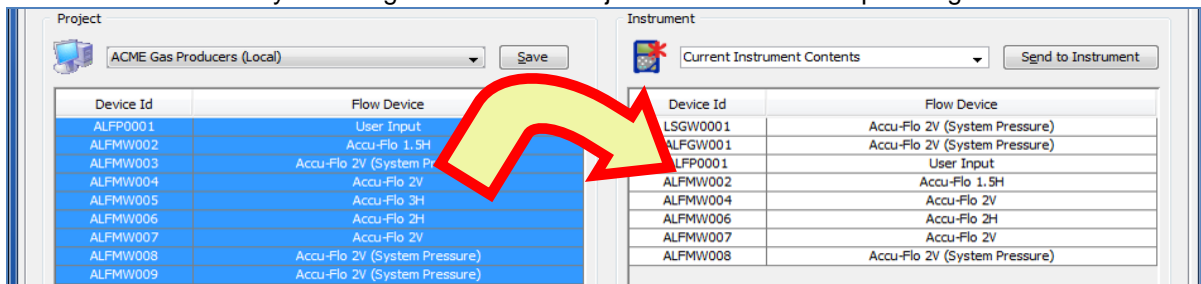 Project
ACME Gas Producers (Local)
Save
Device Id Flow Device
ALFP0001 User Input
ALFMW002 Accu-Flo 1.5H
ALFMW003 Accu-Flo 2V (System
ALFMW004 Accu-Flo 2V
ALFMW005 Accu-Flo 3H
ALFMW006 Accu-Flo 2H
ALFMW007 Accu-Flo 2V
ALFMW008 Accu-Flo 2V (System Pressure)
ALFMW009 Accu-Flo 2V (System Pressure)
Instrument
Current Instrument Contents
Send to Instrument
Device Id Flow Device
LSGW0001 Accu-Flo 2V (System Pressure)
ALFGW001 Accu-Flo 2V (System Pressure)
ALFP0001 User Input
ALFMW002 Accu-Flo 1.5H
ALFMW004 Accu-Flo 2V
ALFMW006 Accu-Flo 2H
ALFMW007 Accu-Flo 2V
ALFMW008 Accu-Flo 2V (System Pressure)